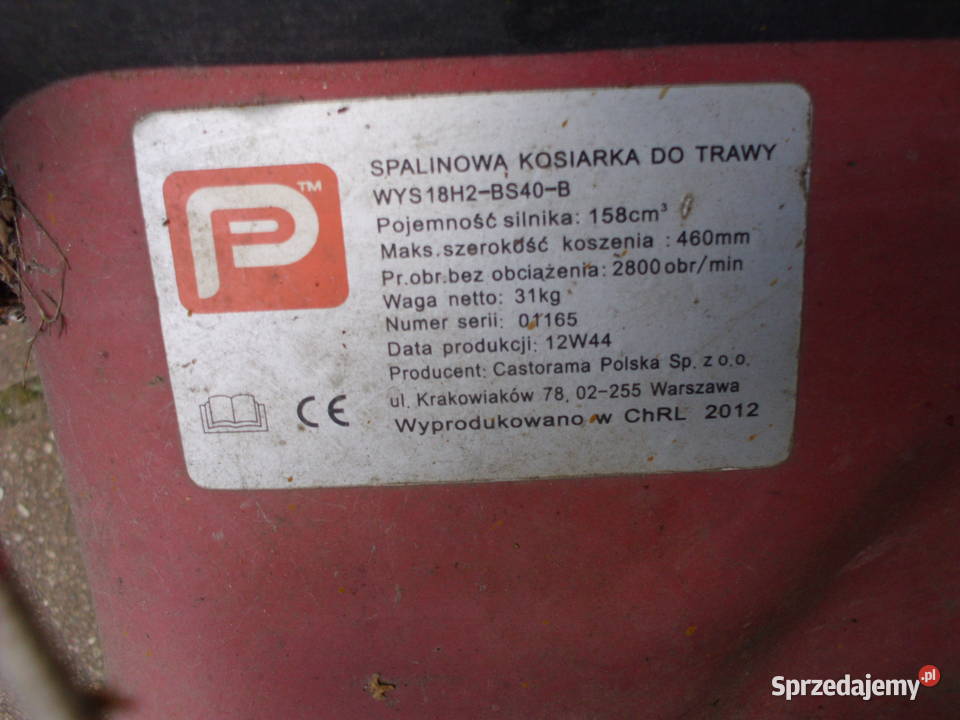 P™
SPALINOWA KOSIARKA DO TRAWY
WYS18H2-BS40-B
Pojemność silnika: 158cm³
Maks.szerokość koszenia : 460mm
Pr.obr.bez obciążenia: 2800 obr/min
Waga netto: 31kg
Numer serii: 01165
Data produkcji: 12W44
Producent: Castorama Polska Sp. z o.o.
ul. Krakowiaków 78, 02-255 Warszawa
Wyprodukowano w ChRL 2012
CE
Sprzedajemy.pl